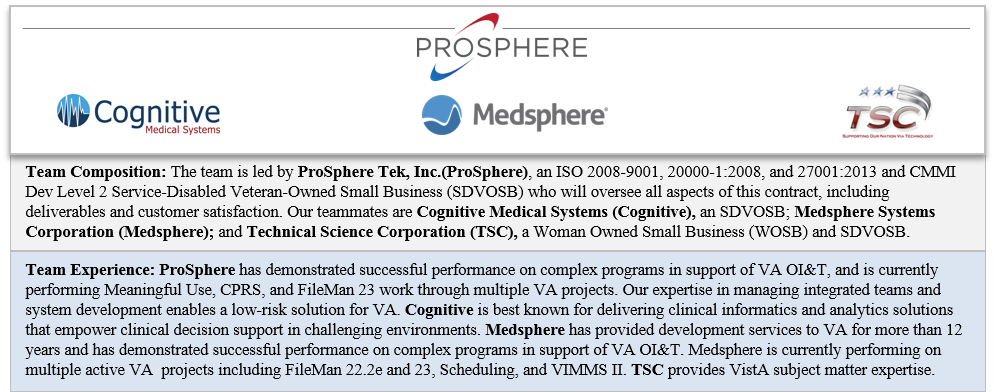 PROSPHERE
Cognitive
Medical Systems
Medsphere®
TSC
SUPPORTING OUR NATION VIA TECHNOLOGY
Team Composition: The team is led by ProSphere Tek, Inc.(ProSphere), an ISO 2008-9001, 20000-1:2008, and 27001:2013 and CMMI
Dev Level 2 Service-Disabled Veteran-Owned Small Business (SDVOSB) who will oversee all aspects of this contract, including
deliverables and customer satisfaction. Our teammates are Cognitive Medical Systems (Cognitive), an SDVOSB; Medsphere Systems
Corporation (Medsphere); and Technical Science Corporation (TSC), a Woman Owned Small Business (WOSB) and SDVOSB.
Team Experience: ProSphere has demonstrated successful performance on complex programs in support of VA OI&T, and is currently
performing Meaningful Use, CPRS, and FileMan 23 work through multiple VA projects. Our expertise in managing integrated teams and
system development enables a low-risk solution for VA. Cognitive is best known for delivering clinical informatics and analytics solutions
that empower clinical decision support in challenging environments. Medsphere has provided development services to VA for more than 12
years and has demonstrated successful performance on complex programs in support of VA OI&T. Medsphere is currently performing on
multiple active VA projects including FileMan 22.2e and 23, Scheduling, and VIMMS II. TSC provides VistA subject matter expertise.